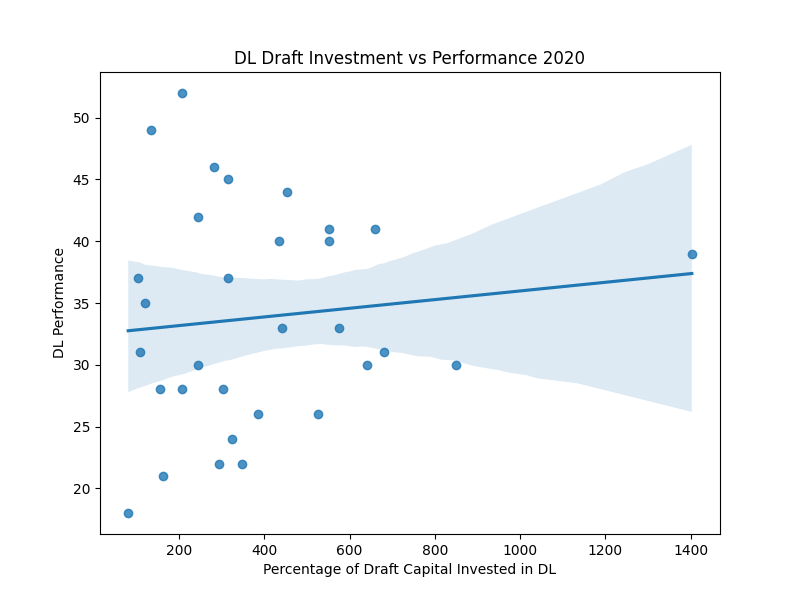 DL Draft Investment vs Performance 2020
50
45
40
35
30
25
20
DL Performance
200 400 600 800 1000 1200 1400
Percentage of Draft Capital Invested in DL